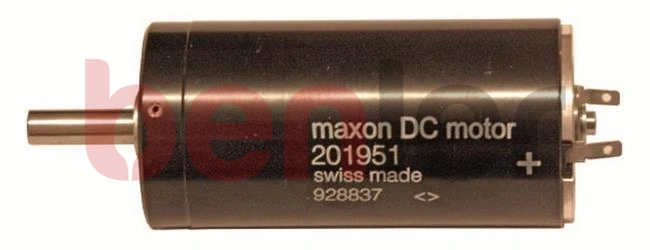 maxon DC motor
201951
swiss made
928837 <>
+